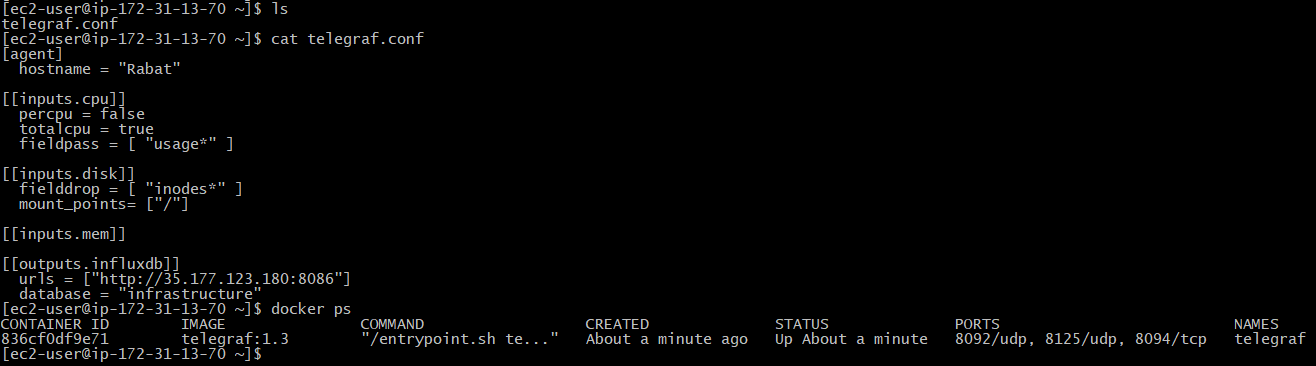 [ec2-user@ip-172-31-13-70 ~]$ ls
telegraf.conf
[ec2-user@ip-172-31-13-70 ~]$ cat telegraf.conf
[agent]
  hostname = "Rabat"

[[inputs.cpu]]
  percpu = false
  totalcpu = true
  fieldpass = [ "usage*" ]

[[inputs.disk]]
  fielddrop = [ "inodes*" ]
  mount_points= ["/"]

[[inputs.mem]]

[[outputs.influxdb]]
  urls = ["http://35.177.123.180:8086"]
  database = "infrastructure"
[ec2-user@ip-172-31-13-70 ~]$ docker ps
CONTAINER ID        IMAGE               COMMAND                  CREATED              STATUS              PORTS                          NAMES
836cf0df9e71        telegraf:1.3        "/entrypoint.sh te..."   About a minute ago   Up About a minute   8092/udp, 8125/udp, 8094/tcp   telegraf
[ec2-user@ip-172-31-13-70 ~]$